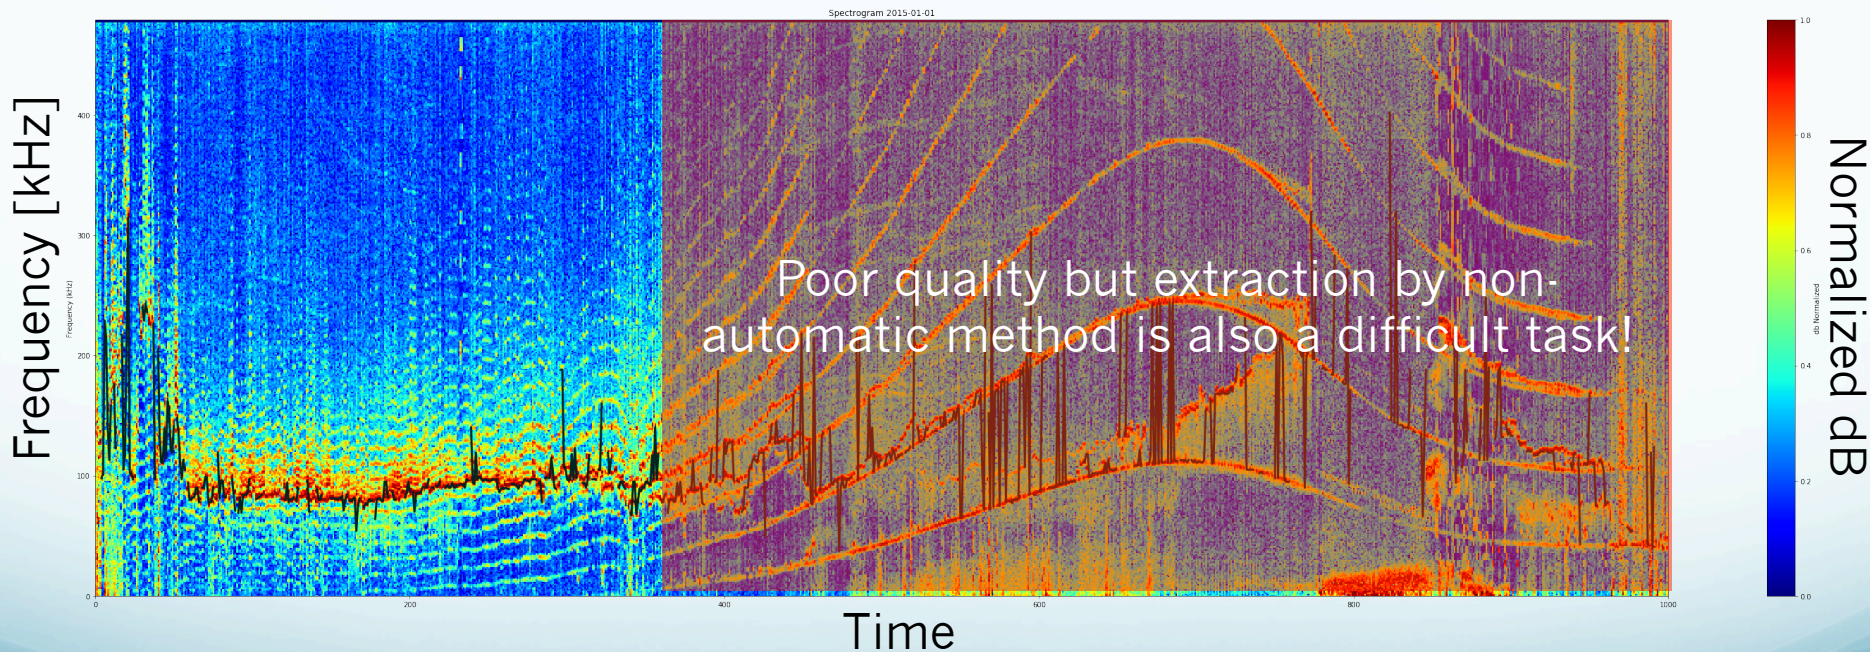 Spectrogram 2015-01-01
Frequency [kHz]
Frequency (kHz)
400
300
200
100
0
0
200
400
600
800
1000
Time
Poor quality but extraction by non-
automatic method is also a difficult task!
1.0
0.8
0.6
0.4
0.2
0.0
db Normalized
Normalized dB